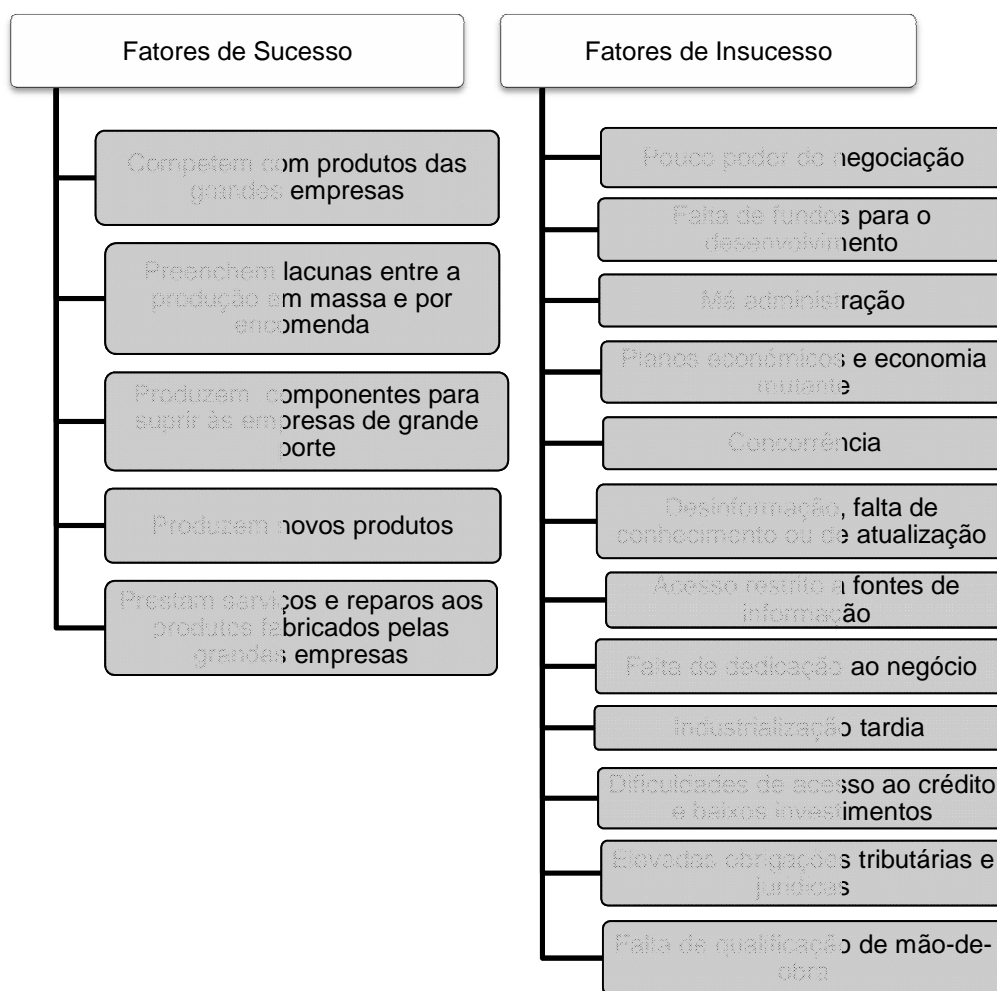 Fatores de Sucesso
Competem com produtos das
grandes empresas
Preenchem lacunas entre a
produção em massa e por
encomenda
Produzem componentes para
suprir às empresas de grande
porte
Produzem novos produtos
Prestam serviços e reparos aos
produtos fabricados pelas
grandes empresas
Fatores de Insucesso
Pouco poder de negociação
Falta de fundos para o
desenvolvimento
Má administração
Planos econômicos e economia
mutante
Concorrência
Desinformação, falta de
conhecimento ou de atualização
Acesso restrito a fontes de
informação
Falta de dedicação ao negócio
Industrialização tardia
Dificuldades de acesso ao crédito
e baixos investimentos
Elevadas obrigações tributárias e
jurídicas
Falta de qualificação de mão-de-
obra